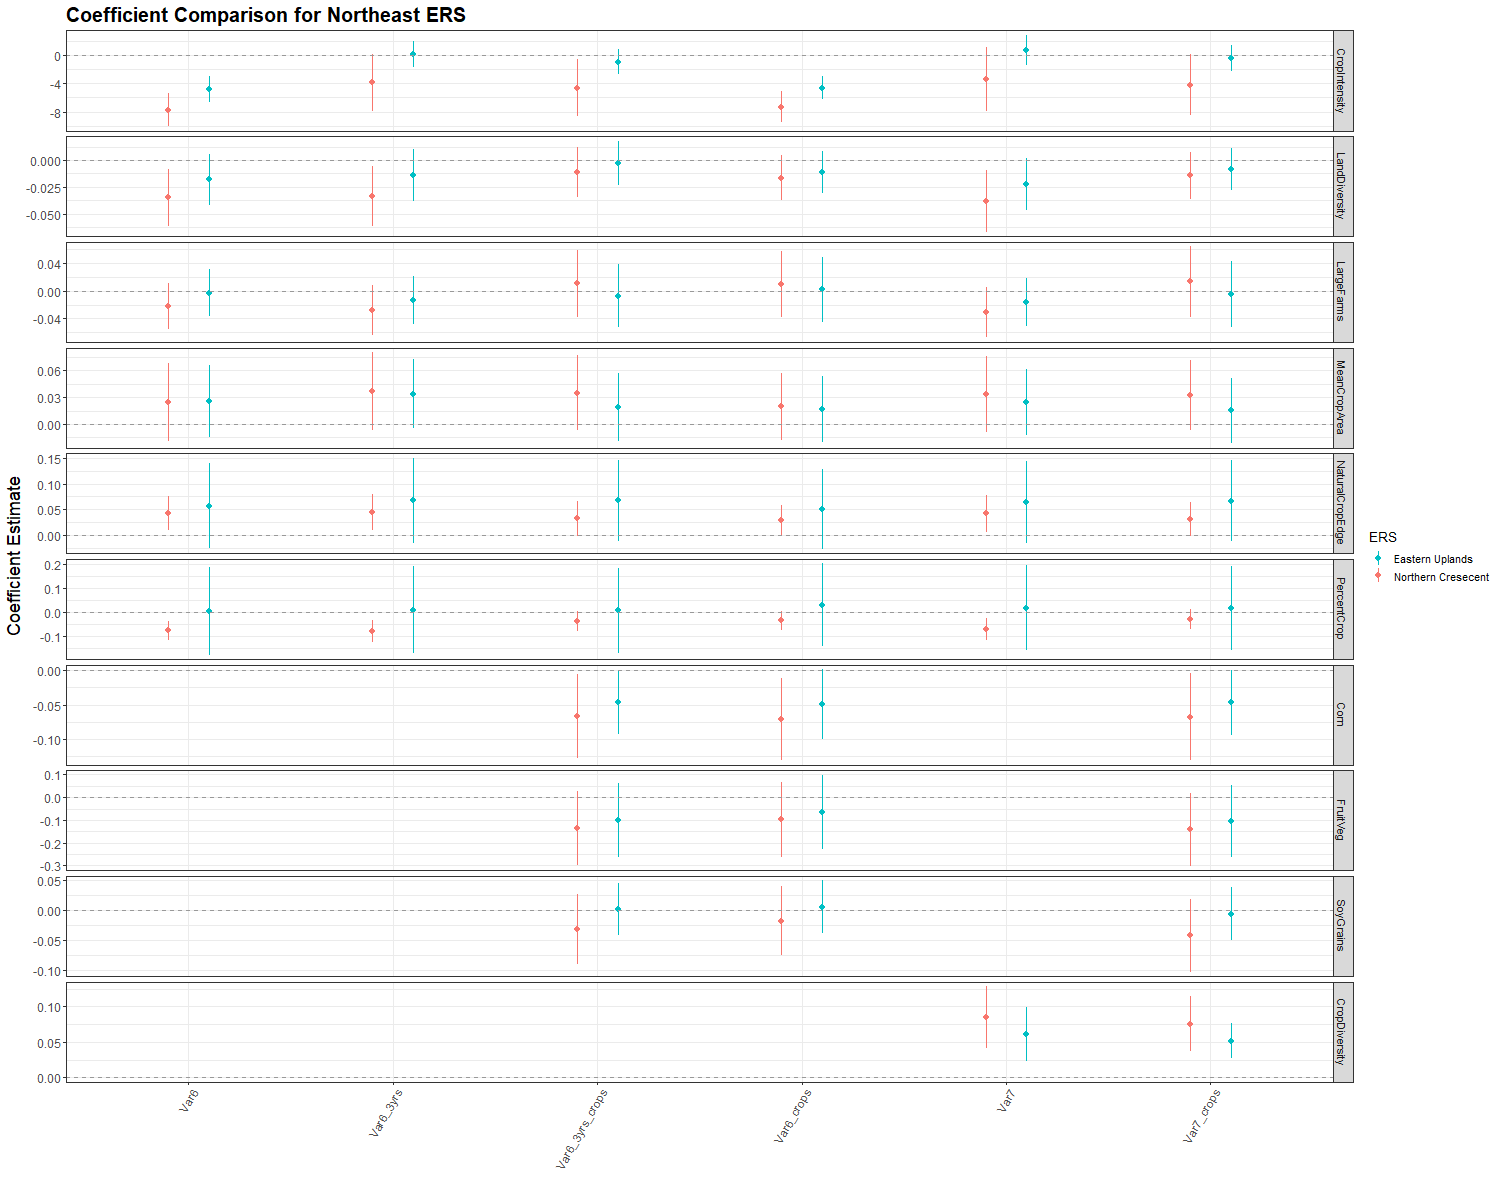 Coefficient Comparison for Northeast ERS
Coefficient Estimate
0
-4
-8
CropIntensity
0.000
-0.025
-0.050
LandDiversity
0.04
0.00
-0.04
LargeFarms
0.06
0.03
0.00
MeanCropArea
0.15
0.10
0.05
0.00
NaturalCropEdge
0.2
0.1
0.0
-0.1
PercentCrop
0.00
-0.05
-0.10
Corn
0.1
0.0
-0.1
-0.2
-0.3
FruitVeg
0.05
0.00
-0.05
-0.10
SoyGrains
0.10
0.05
0.00
CropDiversity
Var6
Var6_3yrs
Var6_3yrs_crops
Var6_crops
Var7
Var7_crops
ERS
Eastern Uplands
Northern Cresecent